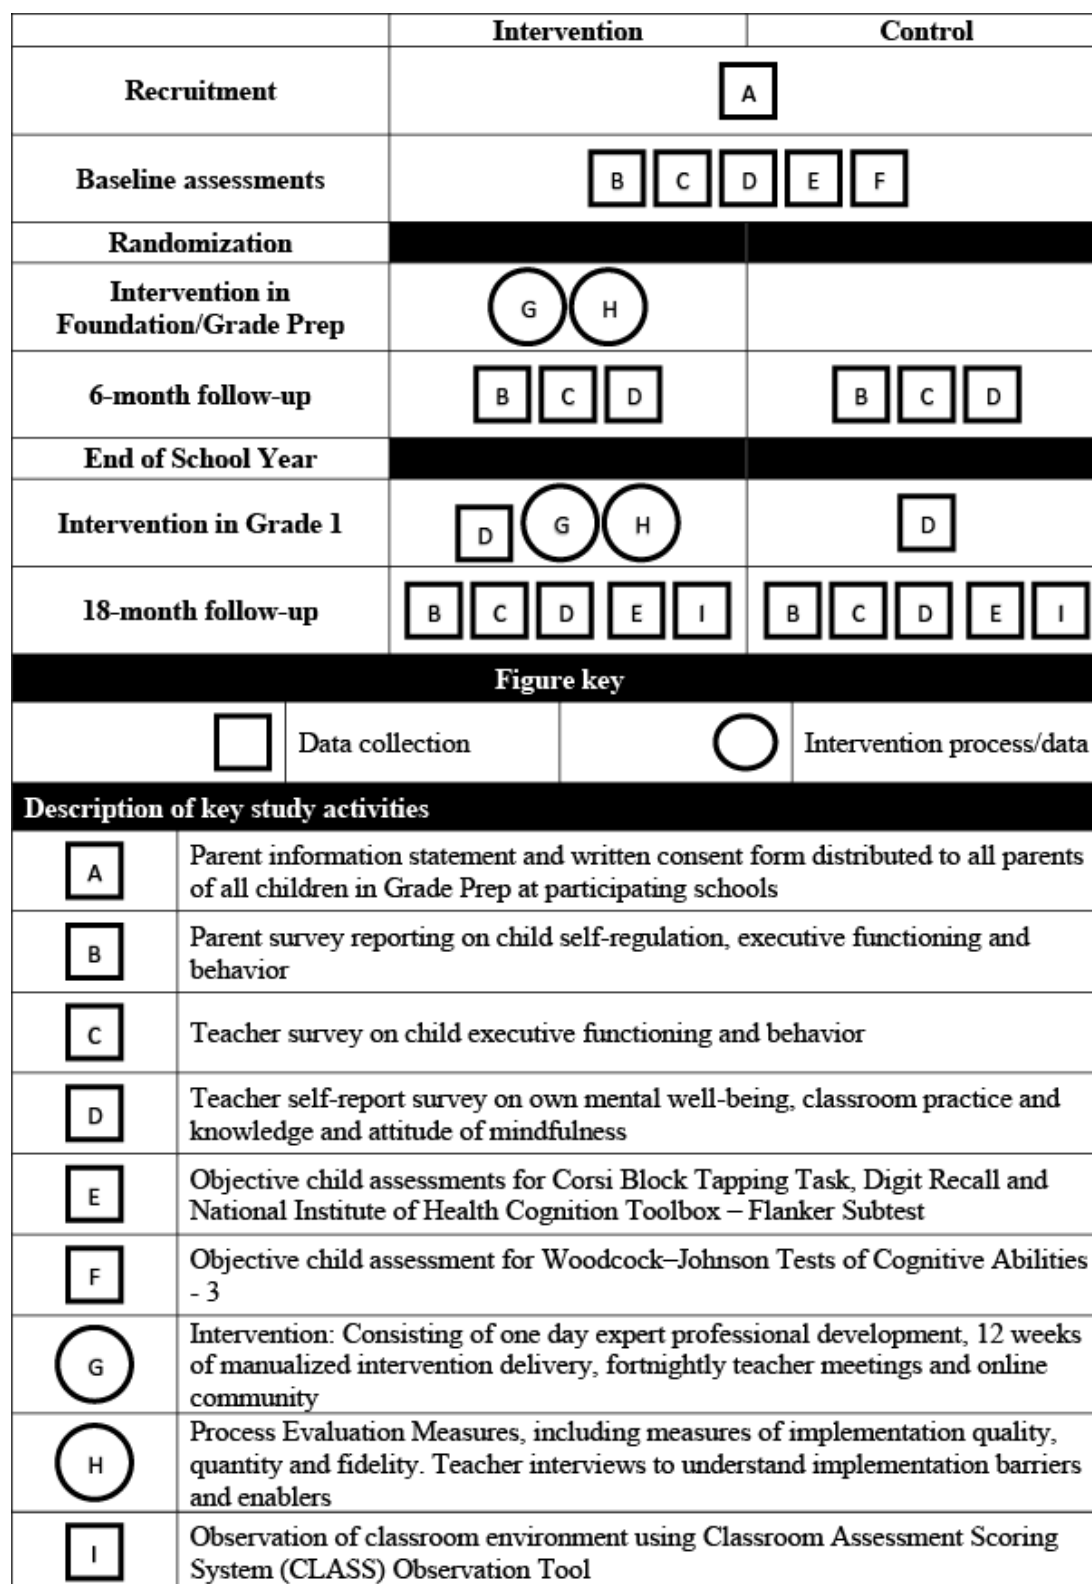 Intervention Control
Recruitment A
Baseline assessments B C D E F
Randomization
Intervention in
Foundation/Grade Prep G H
6-month follow-up B C D B C D
End of School Year
Intervention in Grade 1 D G H D
18-month follow-up B C D E I B C D E I
Figure key
Data collection Intervention process/data
Description of key study activities
A Parent information statement and written consent form distributed to all parents
of all children in Grade Prep at participating schools
B Parent survey reporting on child self-regulation, executive functioning and
behavior
C Teacher survey on child executive functioning and behavior
D Teacher self-report survey on own mental well-being, classroom practice and
knowledge and attitude of mindfulness
E Objective child assessments for Corsi Block Tapping Task, Digit Recall and
National Institute of Health Cognition Toolbox – Flanker Subtest
F Objective child assessment for Woodcock–Johnson Tests of Cognitive Abilities
- 3
G Intervention: Consisting of one day expert professional development, 12 weeks
of manualized intervention delivery, fortnightly teacher meetings and online
community
H Process Evaluation Measures, including measures of implementation quality,
quantity and fidelity. Teacher interviews to understand implementation barriers
and enablers
I Observation of classroom environment using Classroom Assessment Scoring
System (CLASS) Observation Tool